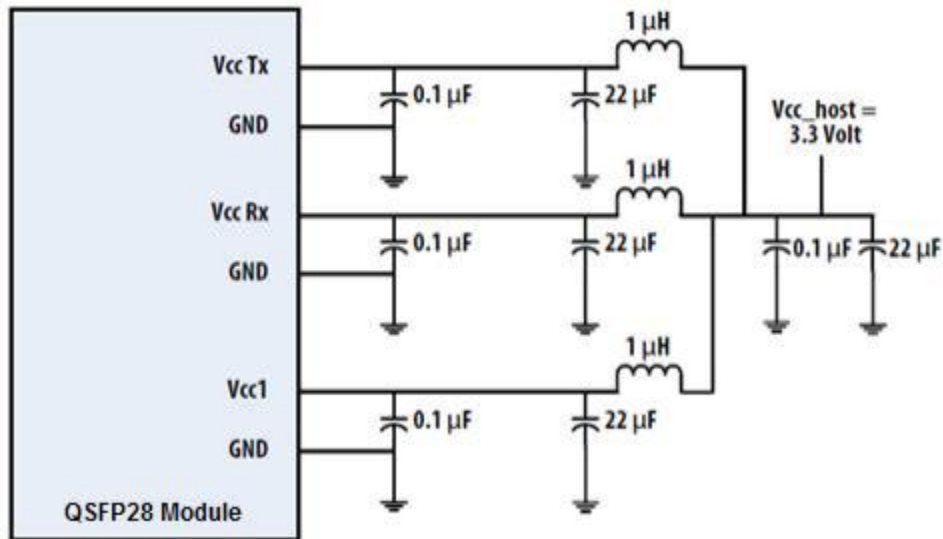 1 μH
Vcc Tx
0.1 μF
22 μF
GND
Vcc_host =
3.3 Volt
1 μH
Vcc Rx
0.1 μF
22 μF
0.1 μF
22 μF
GND
1 μH
Vcc1
0.1 μF
22 μF
GND
QSFP28 Module